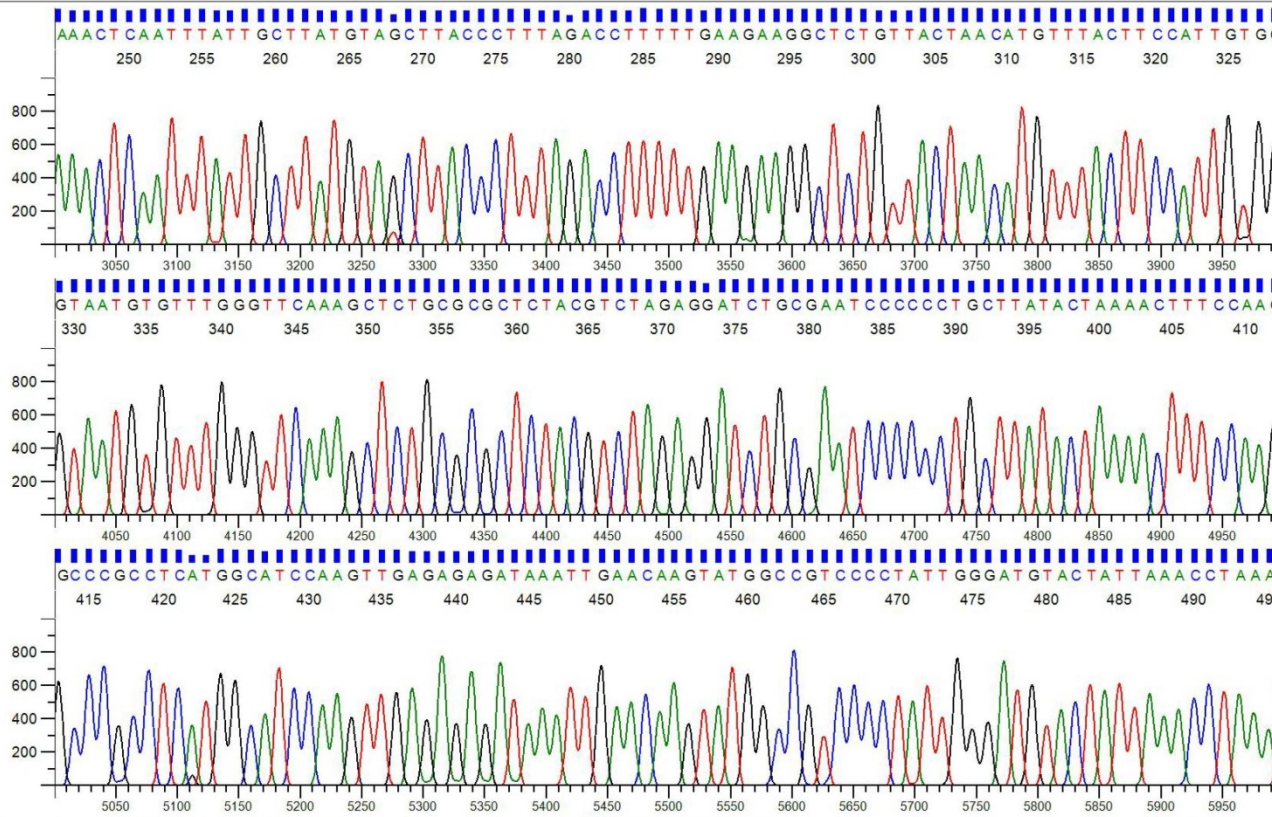 AAACTCAATTTATTGCTTATGTAGCTTACCCTTTAGACCTTTTTGAAGAAGGCTCTGTTACTAACATGTTTACTTCCATTGTG
250 255 260 265 270 275 280 285 290 295 300 305 310 315 320 325
800
600
400
200
3050 3100 3150 3200 3250 3300 3350 3400 3450 3500 3550 3600 3650 3700 3750 3800 3850 3900 3950
GTAATGTGTTTGGGTTCAAAGCTCTGCGCGCTCTACGTCTAGAGGATCTGCGAATCCCCCCTGCTTATACTAAAACTTTCCAA
330 335 340 345 350 355 360 365 370 375 380 385 390 395 400 405 410
800
600
400
200
4050 4100 4150 4200 4250 4300 4350 4400 4450 4500 4550 4600 4650 4700 4750 4800 4850 4900 4950
GCCCGCCTCATGGCATCCAAGTTGAGAGAGATAAATTGAACAAGTATGGCCGTCCCCTATTGGGATGTACTATTAAACCTAAA
415 420 425 430 435 440 445 450 455 460 465 470 475 480 485 490 49
800
600
400
200
5050 5100 5150 5200 5250 5300 5350 5400 5450 5500 5550 5600 5650 5700 5750 5800 5850 5900 5950